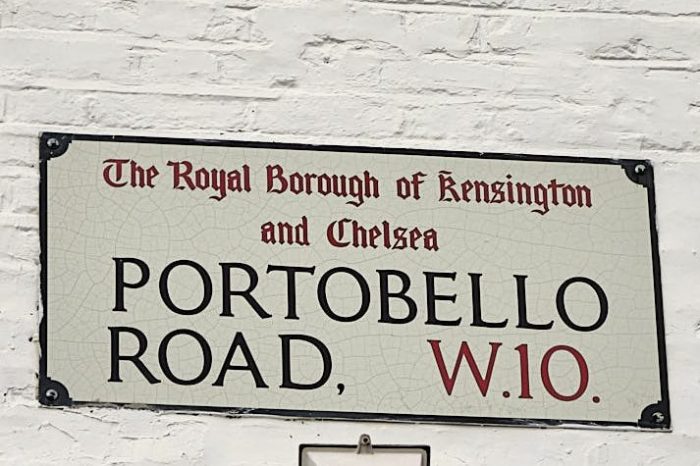 The Royal Borough of Kensington
and Chelsea
PORTOBELLO
ROAD, W.10.